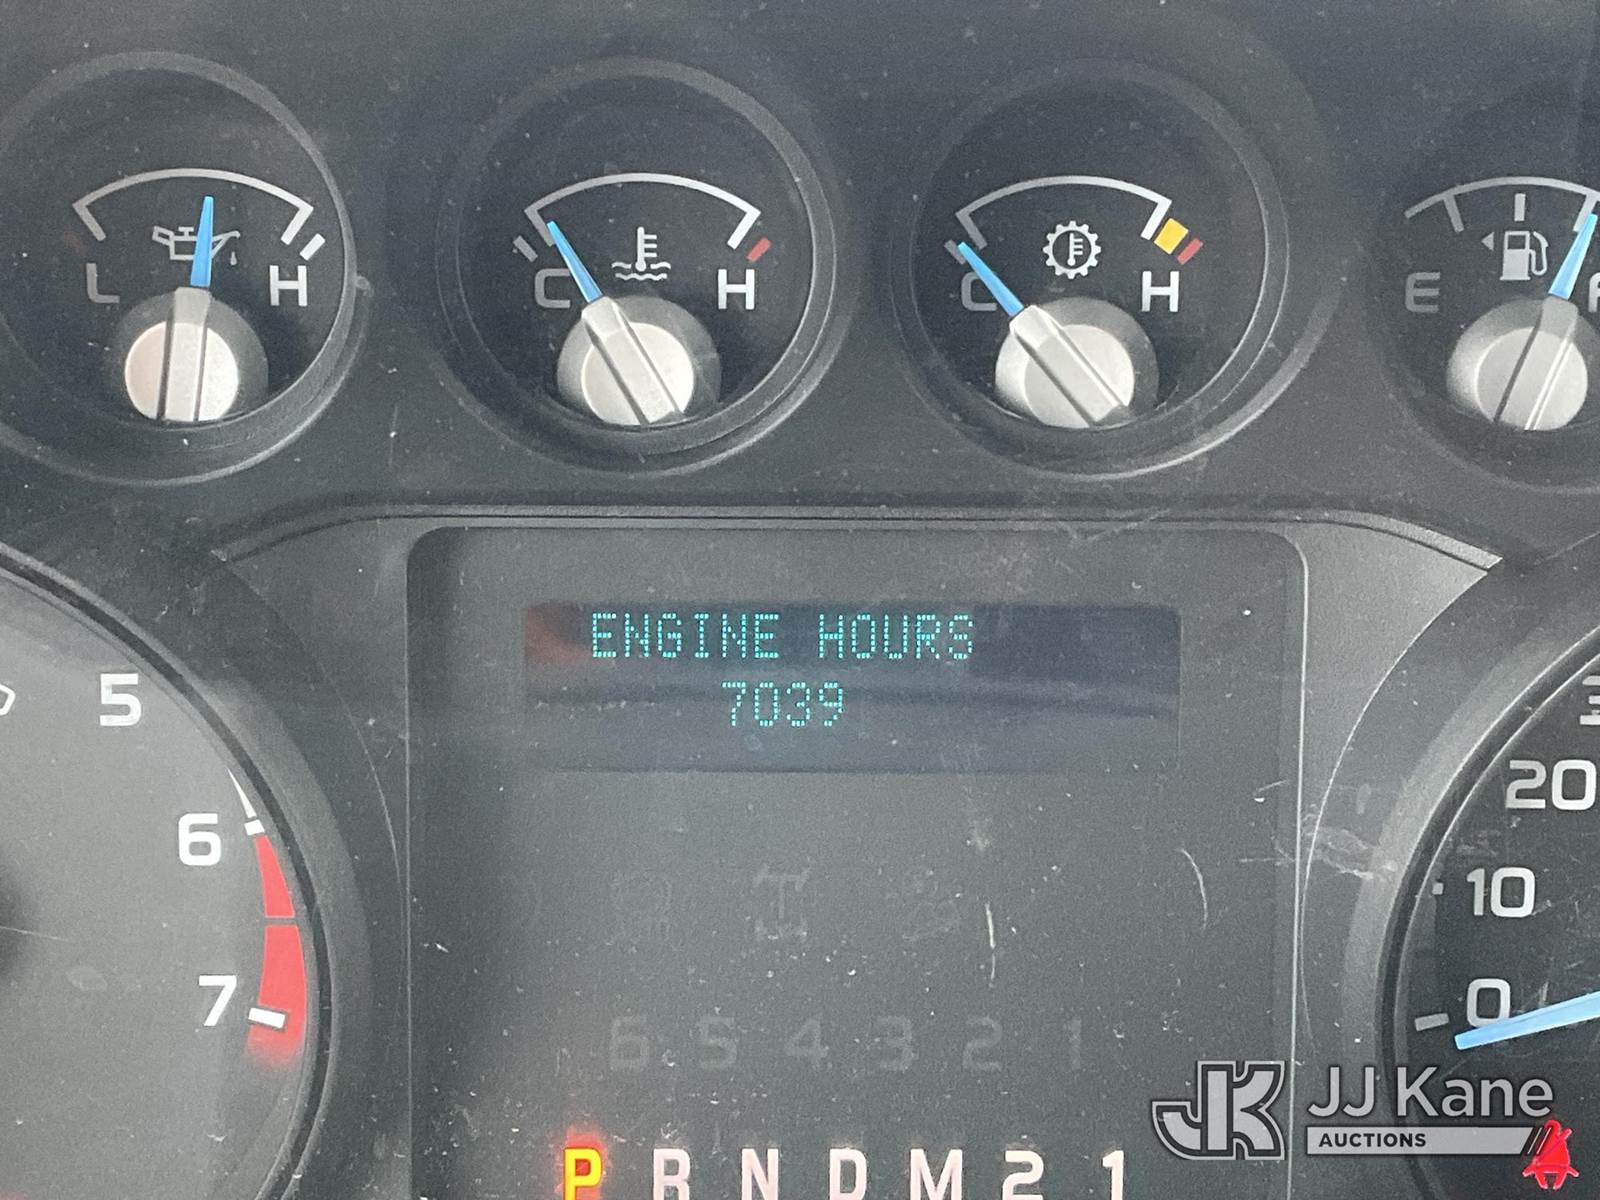 L H
C H
C H
E
ENGINE HOURS
7039
5
6
7
20
10
0
6 5 4 3 2 1
P R N D M 2 1
JK JJ Kane
AUCTIONS